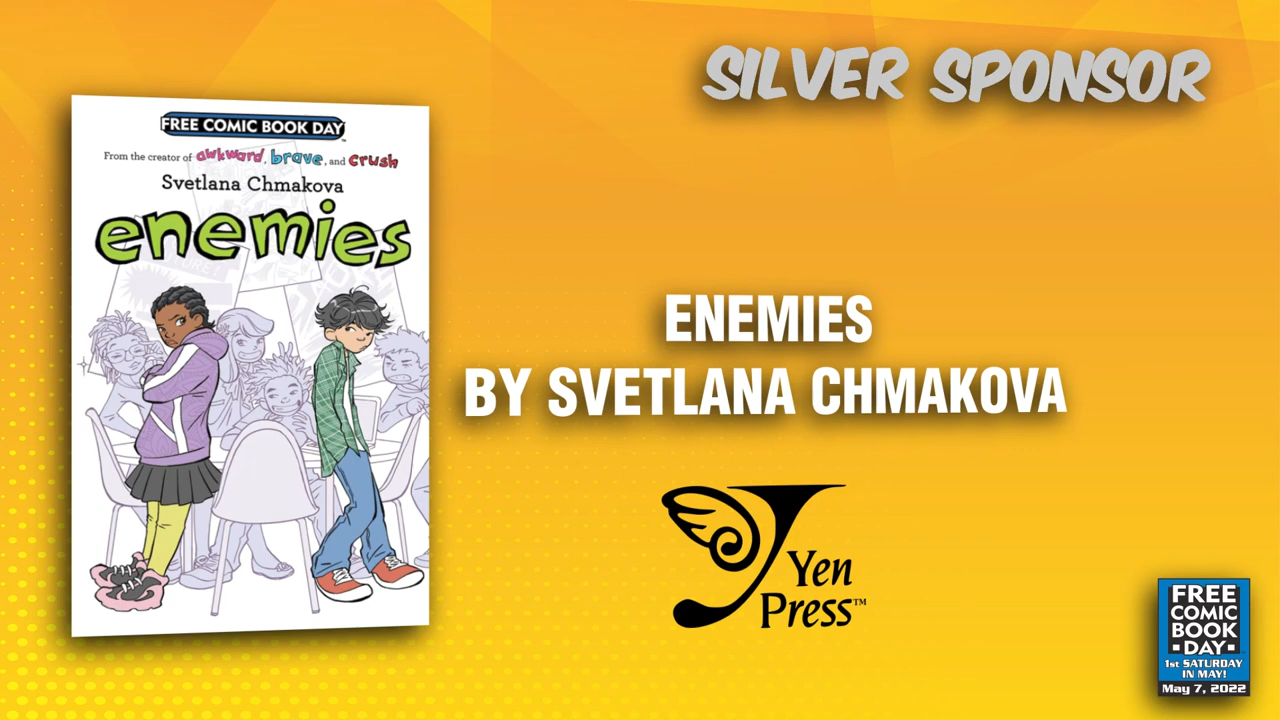 SILVER SPONSOR
FREE COMIC BOOK DAY
From the creator of awkward, brave, and crush
Svetlana Chmakova
enemies
ENEMIES
BY SVETLANA CHMAKOVA
Yen
Press™
FREE
COMIC
BOOK
DAY
1st SATURDAY
IN MAY!
May 7, 2022